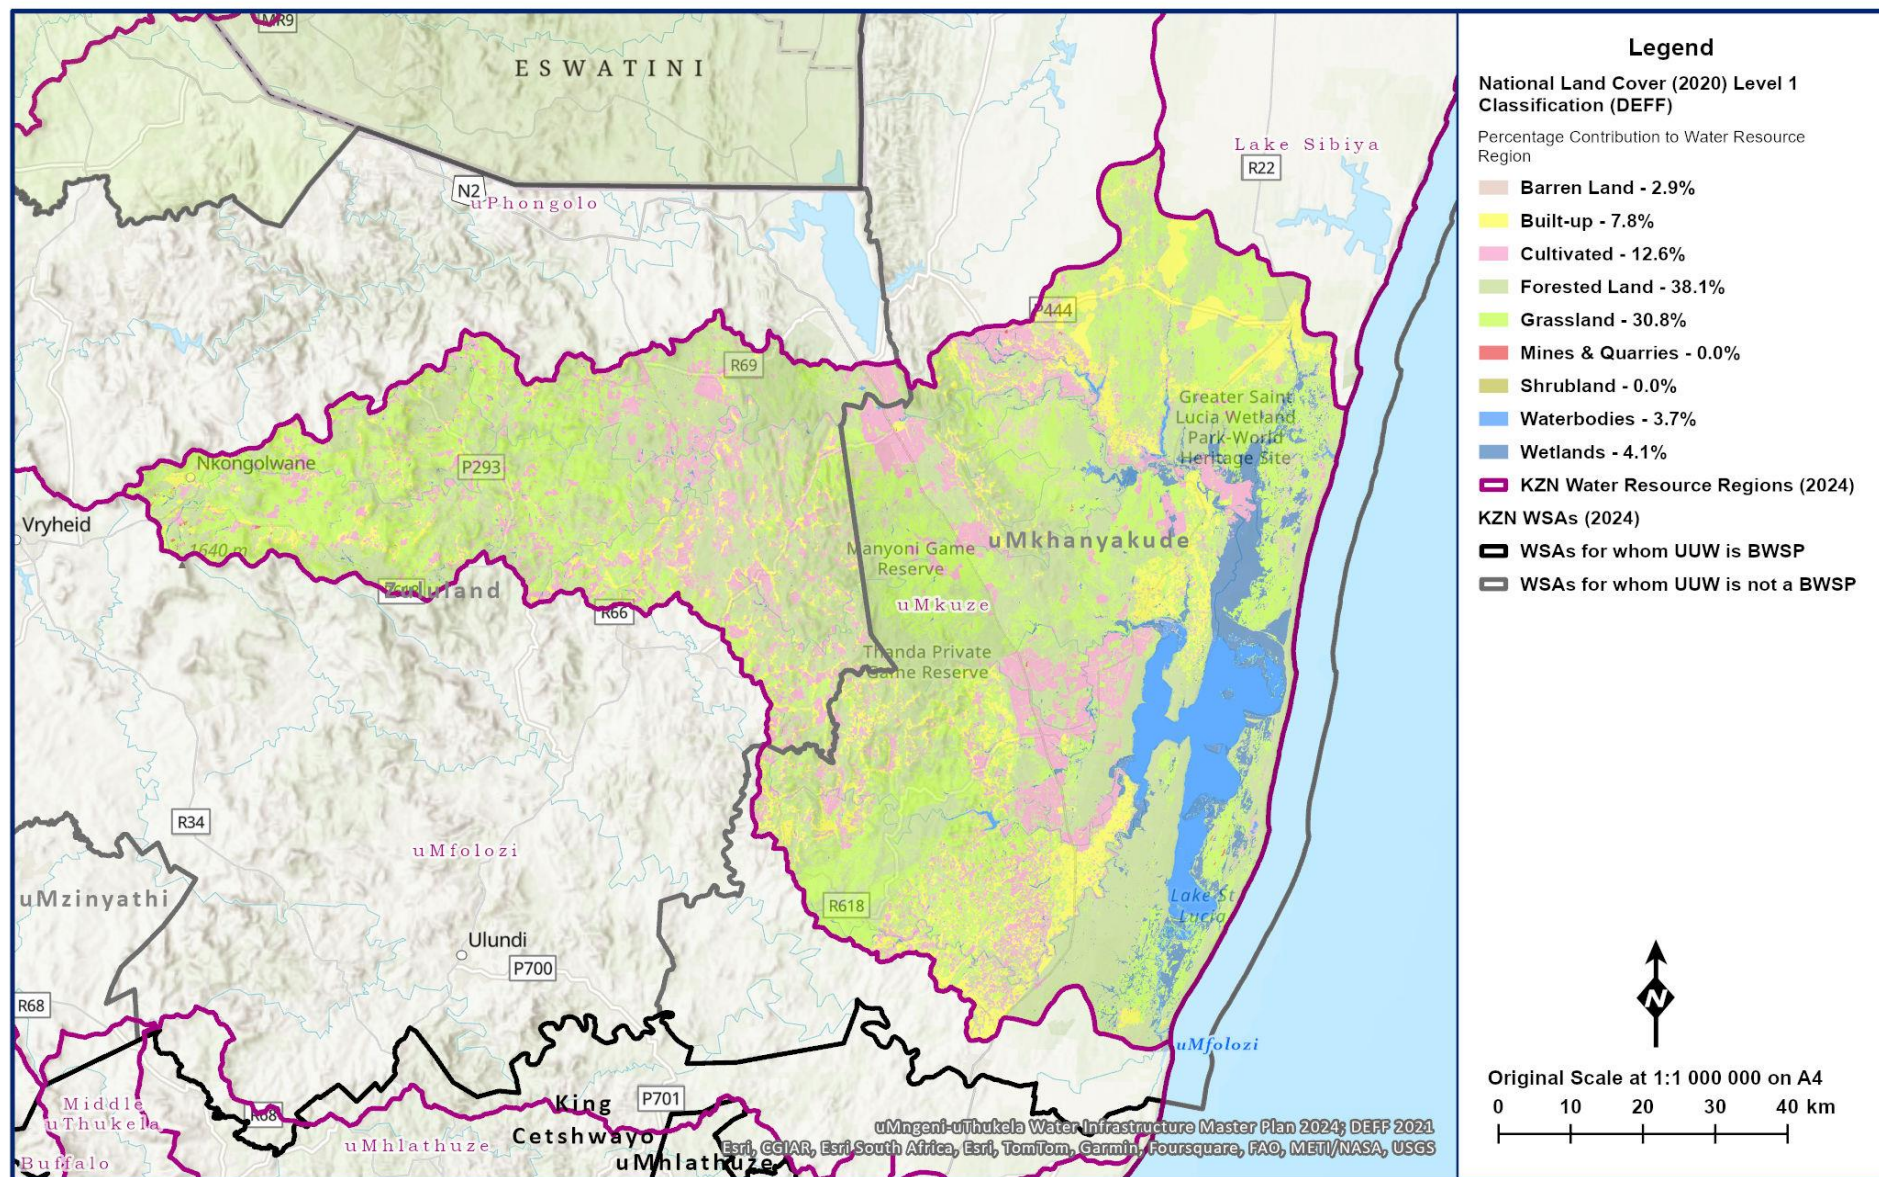 MR9
ESWATINI
Lake Sibiya
R22
N2
uPhongolo
P444
R69
Greater Saint
Lucia Wetland
Park-World
Heritage Site
Nkongolwane
P293
Vryheid
1640 m
uMkhanyakude
Manyoni Game
Reserve
Zululand
uMkuze
R66
Thanda Private
Game Reserve
R34
uMfolozi
uMzinyathi
R618
Lake St
Lucia
Ulundi
P700
R68
uMfolozi
Middle
uThukela
R68
King
Cetshwayo
P701
uMhlathuze
uMhlathuze
Buffalo
uMngeni-uThukela Water Infrastructure Master Plan 2024; DEFF 2021
Esri, CGIAR, Esri South Africa, Esri, TomTom, Garmin, Foursquare, FAO, METI/NASA, USGS
Legend
National Land Cover (2020) Level 1
Classification (DEFF)
Percentage Contribution to Water Resource
Region
Barren Land - 2.9%
Built-up - 7.8%
Cultivated - 12.6%
Forested Land - 38.1%
Grassland - 30.8%
Mines & Quarries - 0.0%
Shrubland - 0.0%
Waterbodies - 3.7%
Wetlands - 4.1%
KZN Water Resource Regions (2024)
KZN WSAs (2024)
WSAs for whom UUW is BWSP
WSAs for whom UUW is not a BWSP
N
Original Scale at 1:1 000 000 on A4
0 10 20 30 40 km